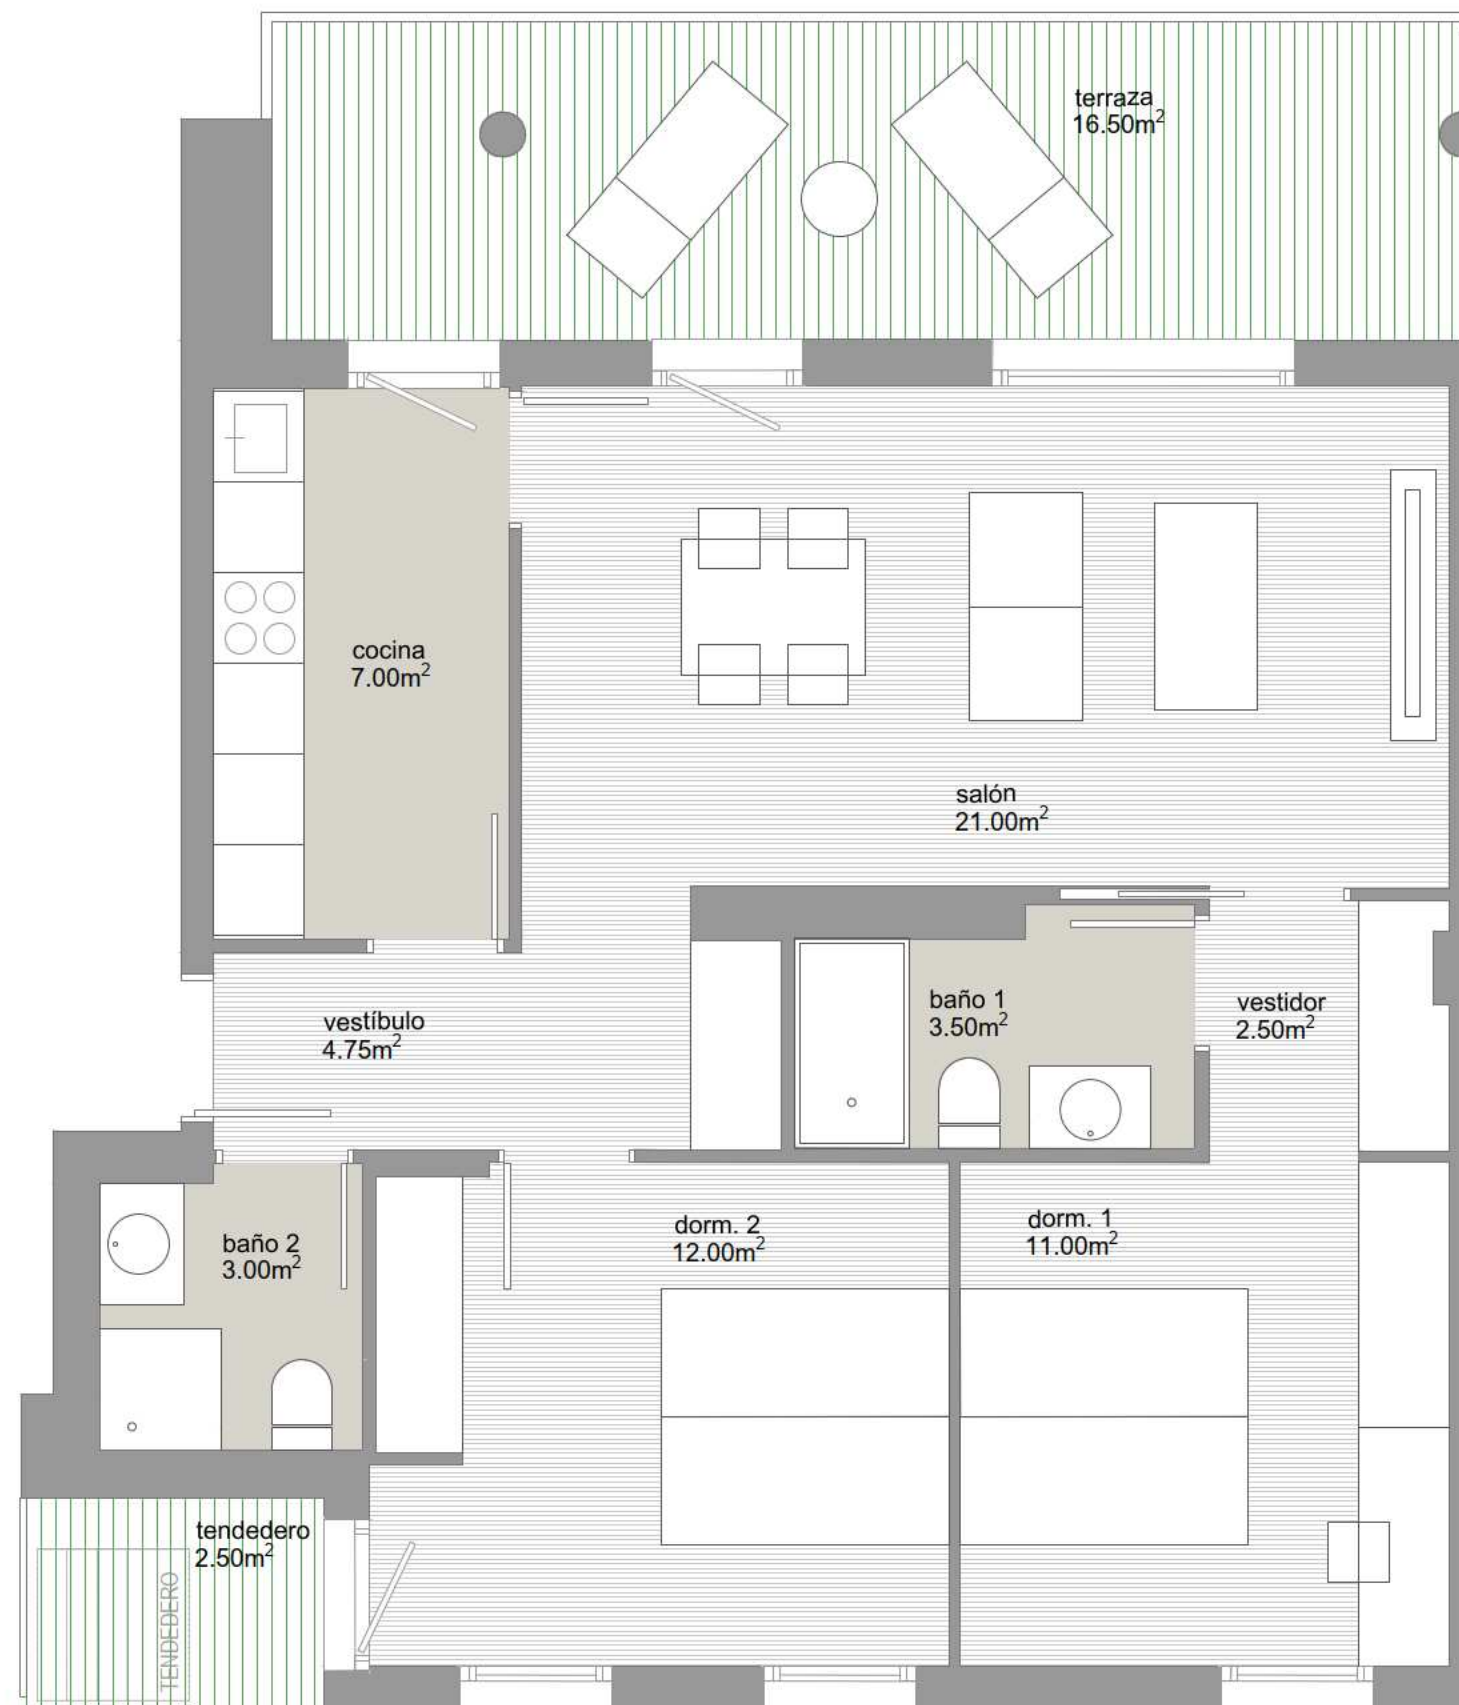 terraza
16.50m²
cocina
7.00m²
salón
21.00m²
vestíbulo
4.75m²
baño 1
3.50m²
vestidor
2.50m²
baño 2
3.00m²
dorm. 2
12.00m²
dorm. 1
11.00m²
tendedero
2.50m²
TENDEDERO